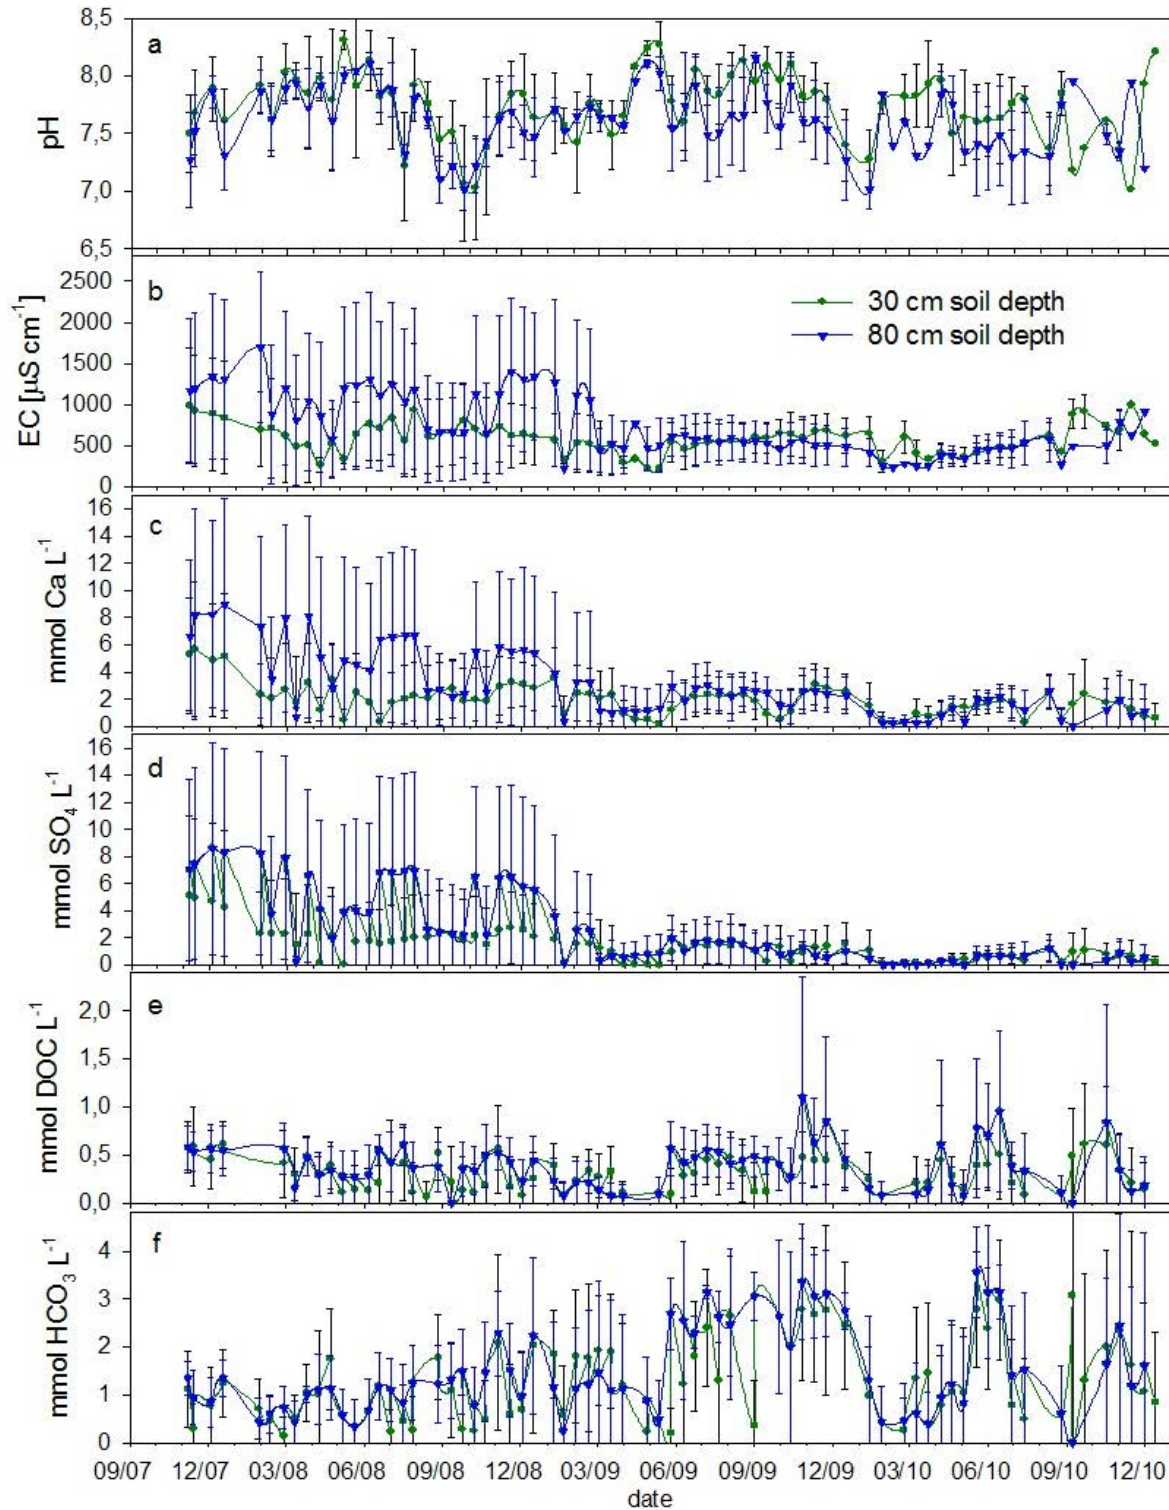 8,5
a
8,0
pH
7,5
7,0
6,5
b
2500
30 cm soil depth
2000
80 cm soil depth
EC [µS cm-1]
1500
1000
500
0
16
c
14
12
mmol Ca L-1
10
8
6
4
2
0
16
d
14
12
mmol SO4 L-1
10
8
6
4
2
0
e
2,0
mmol DOC L-1
1,5
1,0
0,5
0,0
f
4
mmol HCO3 L-1
3
2
1
0
09/07 12/07 03/08 06/08 09/08 12/08 03/09 06/09 09/09 12/09 03/10 06/10 09/10 12/10
date